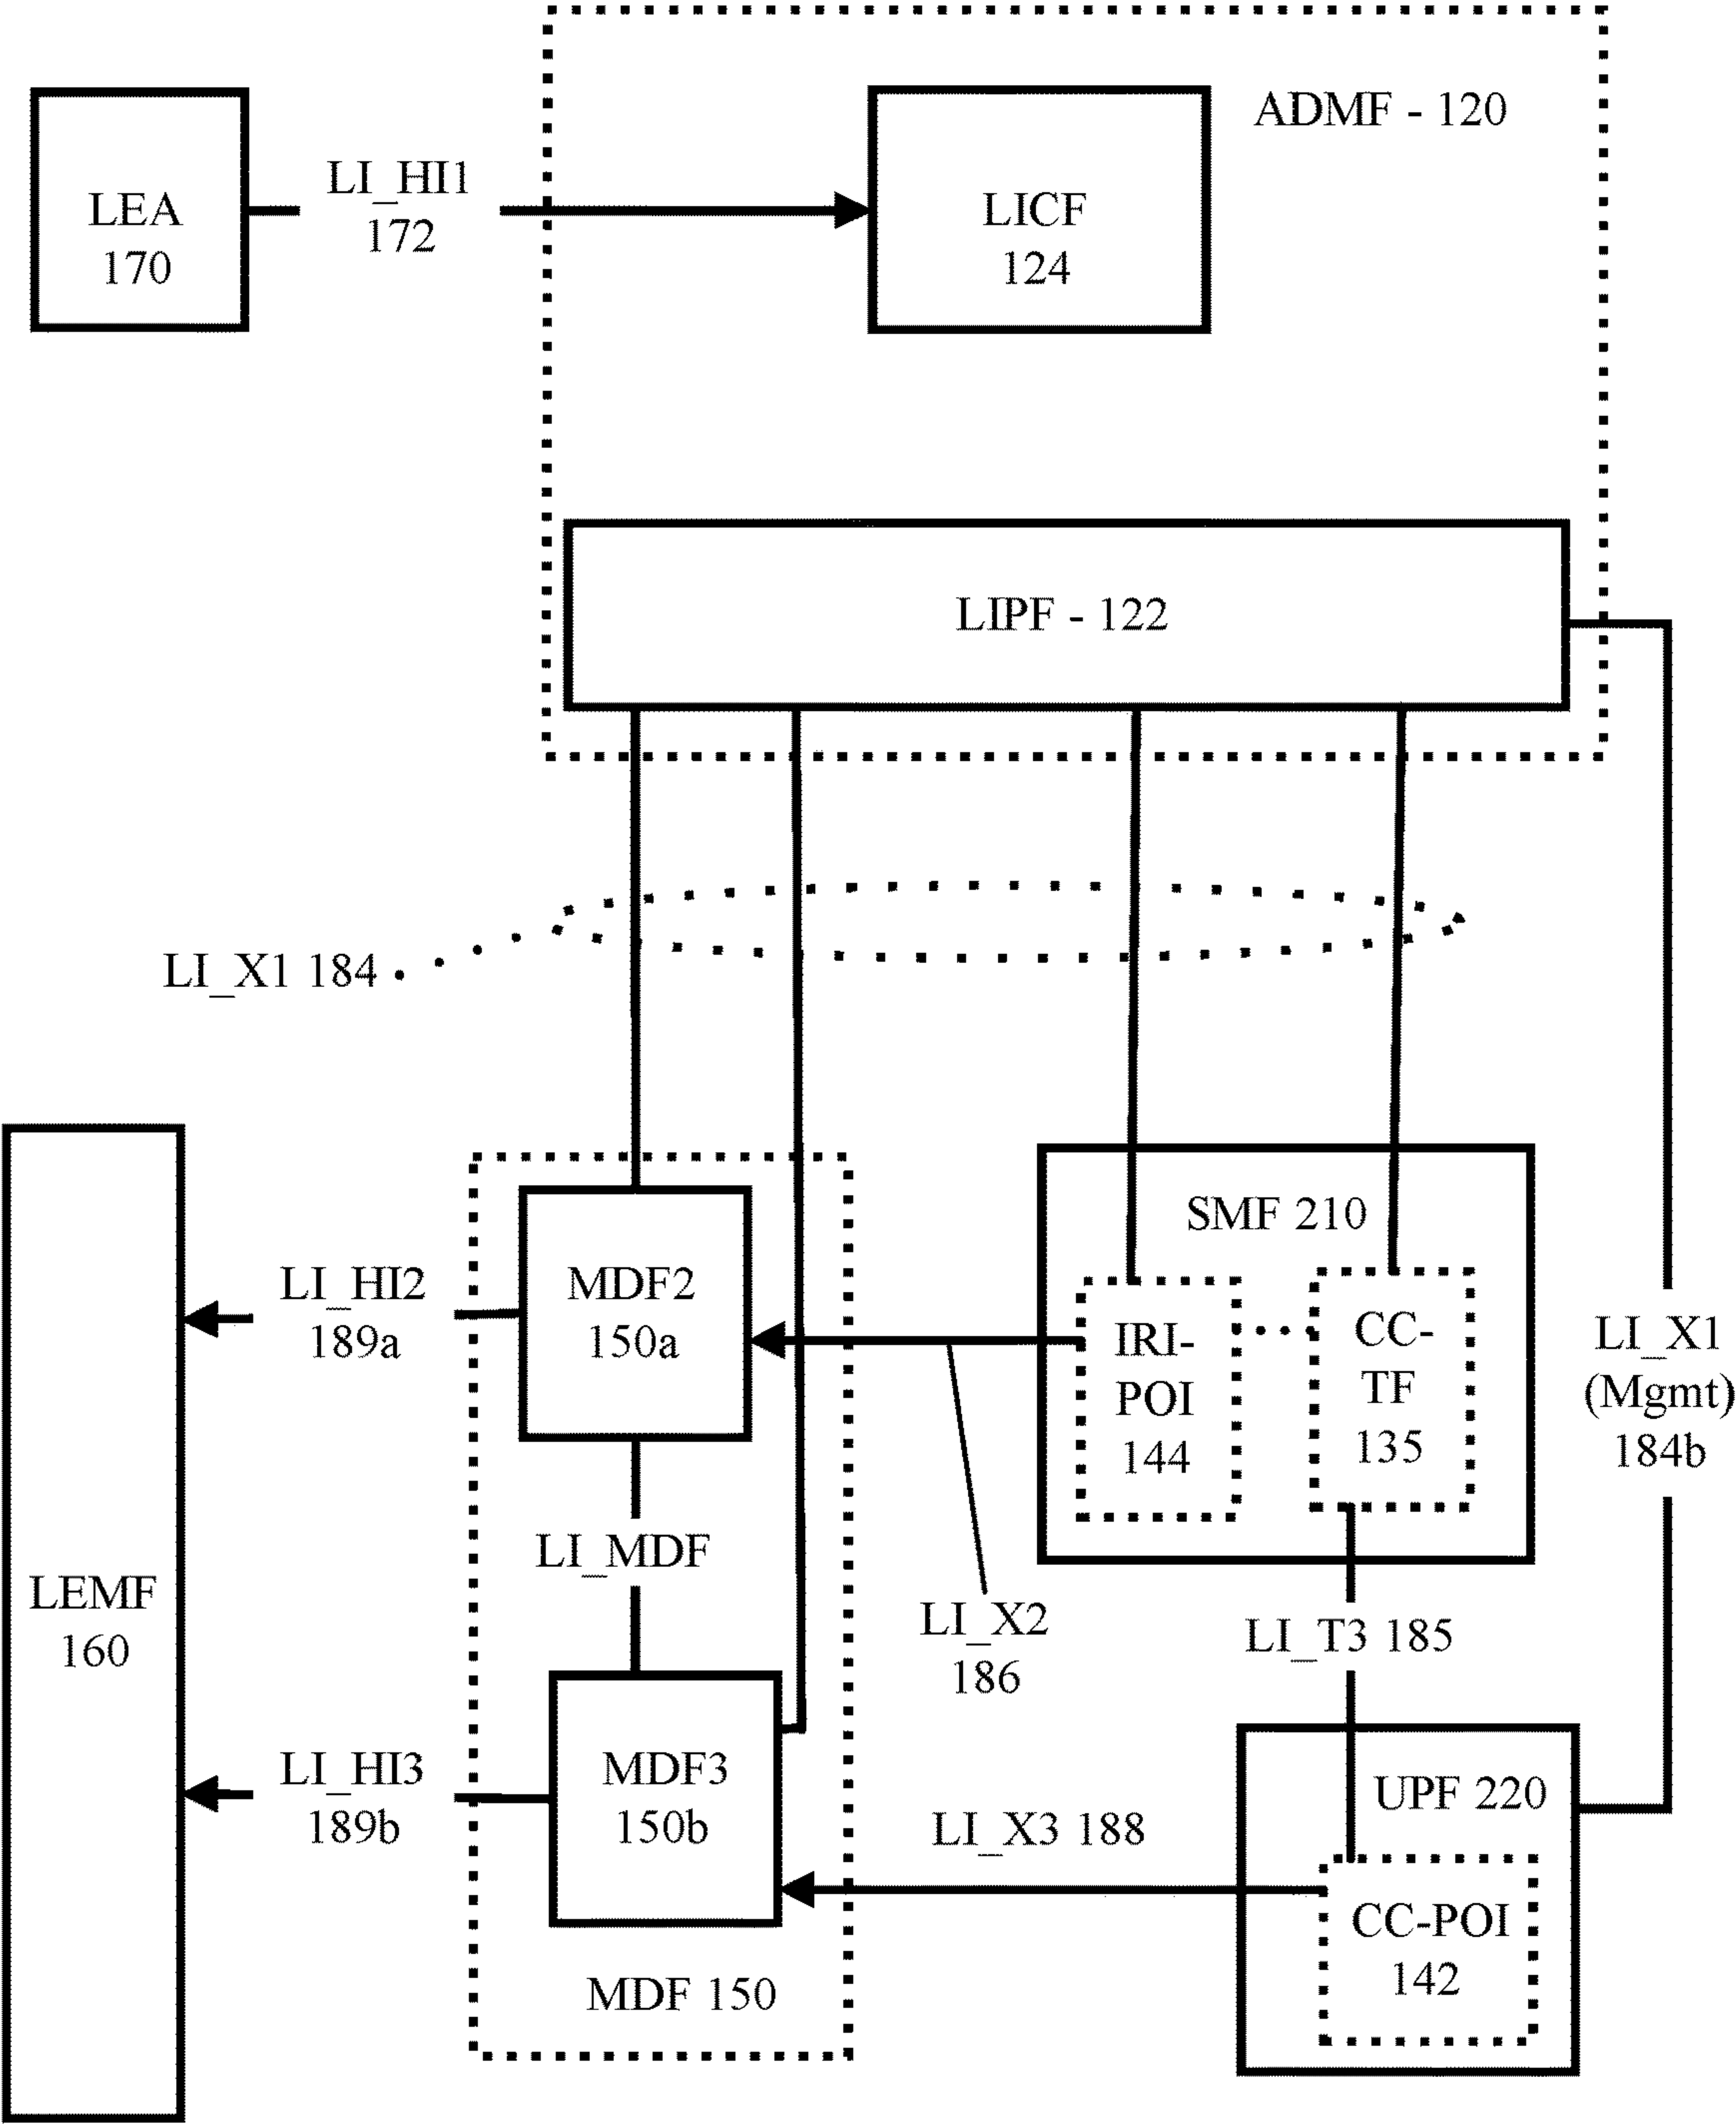 ADMF - 120
LEA
170
LI_HI1
172
LICF
124
LIPF - 122
LI_X1 184
SMF 210
MDF2
150a
LI_HI2
189a
IRI-
POI
144
CC-
TF
135
LI_X1
(Mgmt)
184b
LI_MDF
LEMF
160
LI_X2
186
LI_T3 185
LI_HI3
189b
MDF3
150b
UPF 220
LI_X3 188
CC-POI
142
MDF 150